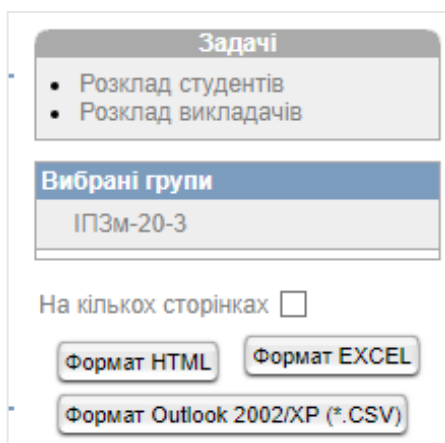 Задачі
Розклад студентів
Розклад викладачів
Вибрані групи
ІПЗм-20-3
На кількох сторінках
Формат HTML Формат EXCEL
Формат Outlook 2002/XP (*.CSV)